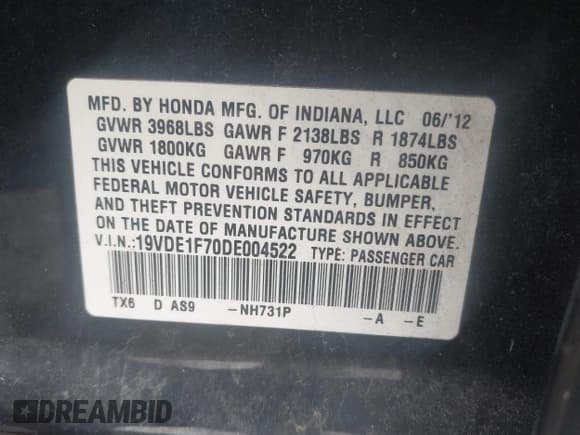 MFD. BY HONDA MFG. OF INDIANA, LLC 06/'12
GVWR 3968LBS GAWR F 2138LBS R 1874LBS
GVWR 1800KG GAWR F 970KG R 850KG
THIS VEHICLE CONFORMS TO ALL APPLICABLE
FEDERAL MOTOR VEHICLE SAFETY, BUMPER,
AND THEFT PREVENTION STANDARDS IN EFFECT
ON THE DATE OF MANUFACTURE SHOWN ABOVE.
V.I.N.:19VDE1F70DE004522 TYPE: PASSENGER CAR
TX6 D AS9 -NH731P -A -E
DREAMBID